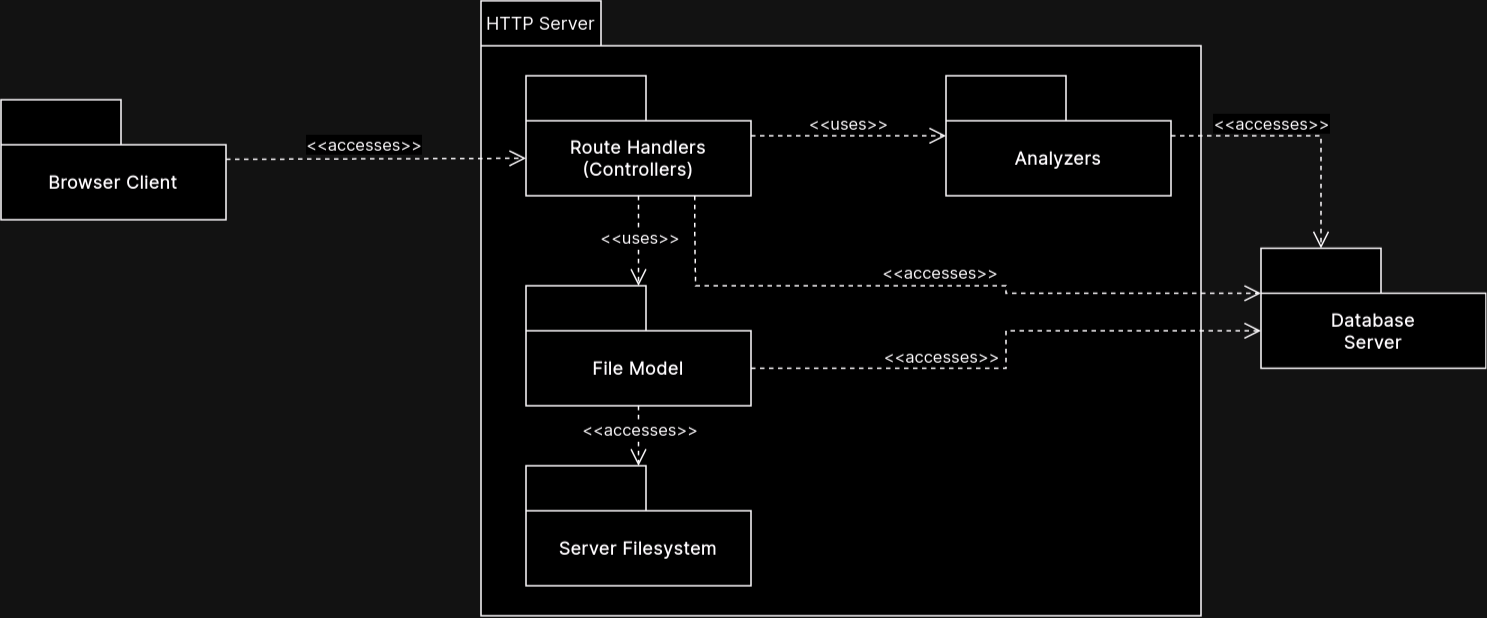 HTTP Server
Browser Client
<<accesses>>
Route Handlers
(Controllers)
<<uses>>
Analyzers
<<accesses>>
<<uses>>
<<accesses>>
Database
Server
File Model
<<accesses>>
<<accesses>>
Server Filesystem